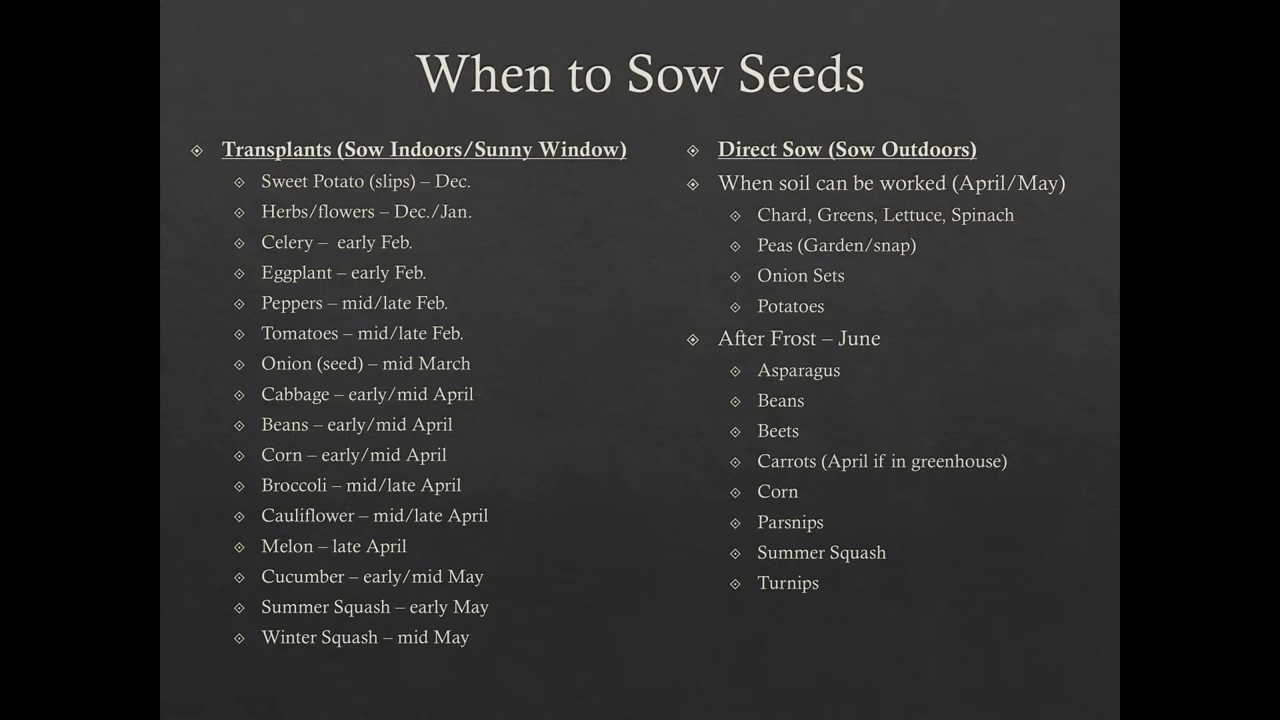 When to Sow Seeds
Transplants (Sow Indoors/Sunny Window)
Sweet Potato (slips) – Dec.
Herbs/flowers – Dec./Jan.
Celery –  early Feb.
Eggplant – early Feb.
Peppers – mid/late Feb.
Tomatoes – mid/late Feb.
Onion (seed) – mid March
Cabbage – early/mid April
Beans – early/mid April
Corn – early/mid April
Broccoli – mid/late April
Cauliflower – mid/late April
Melon – late April
Cucumber – early/mid May
Summer Squash – early May
Winter Squash – mid May
Direct Sow (Sow Outdoors)
When soil can be worked (April/May)
Chard, Greens, Lettuce, Spinach
Peas (Garden/snap)
Onion Sets
Potatoes
After Frost – June
Asparagus
Beans
Beets
Carrots (April if in greenhouse)
Corn
Parsnips
Summer Squash
Turnips